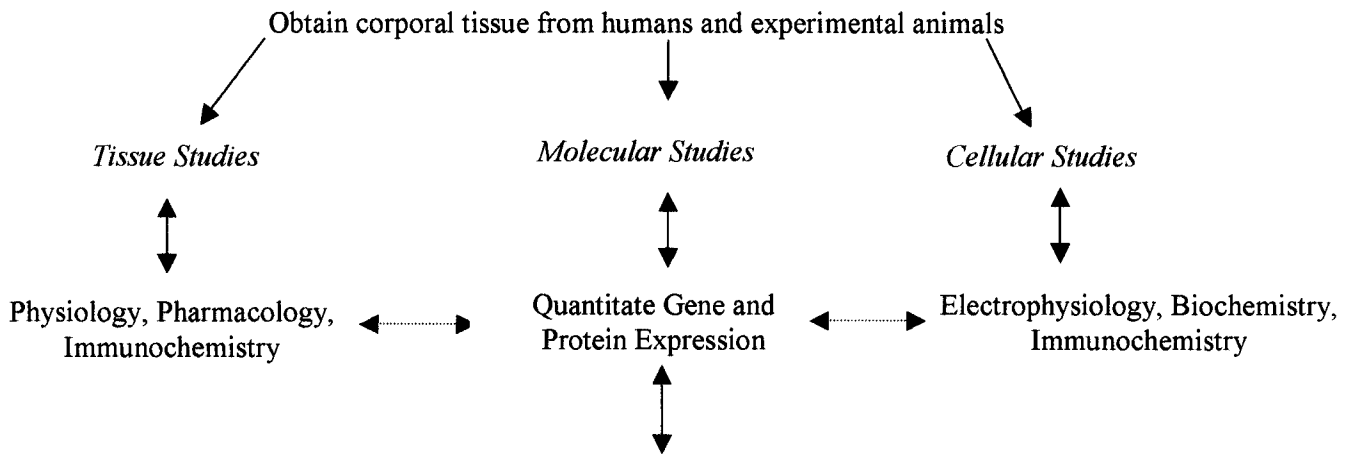 Obtain corporal tissue from humans and experimental animals
Tissue Studies
Molecular Studies
Cellular Studies
Physiology, Pharmacology,
Immunochemistry
Quantitate Gene and
Protein Expression
Electrophysiology, Biochemistry,
Immunochemistry